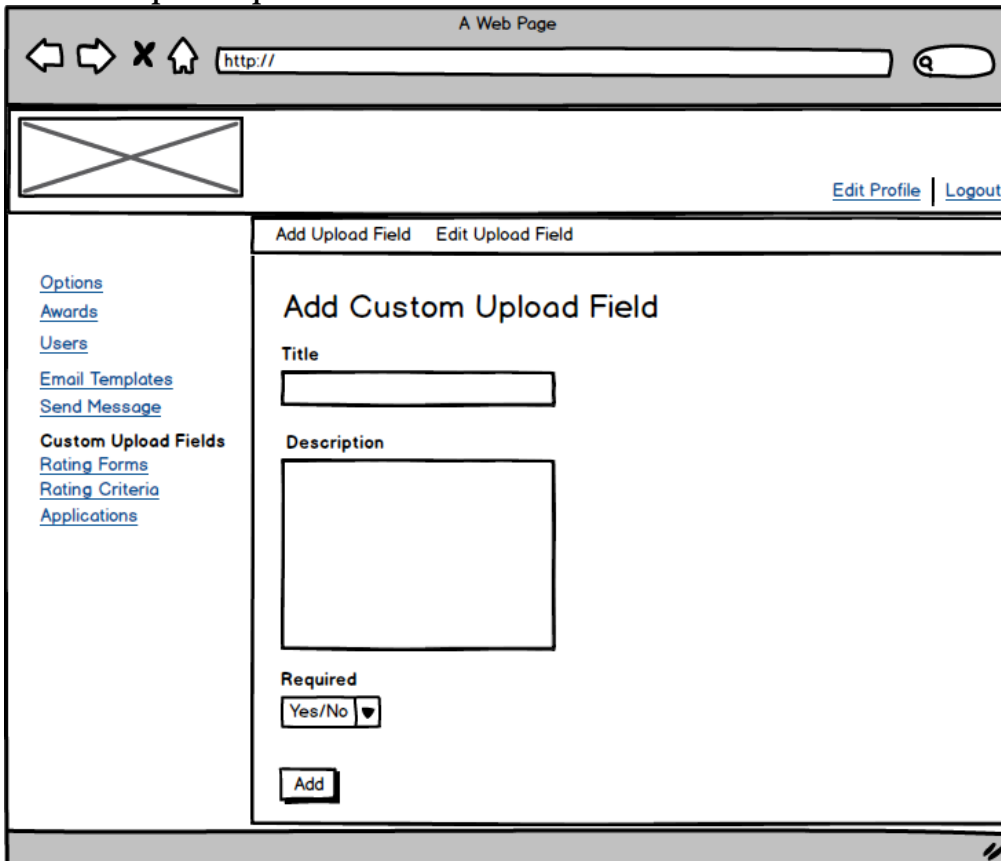 A Web Page
http://
Edit Profile Logout
Add Upload Field Edit Upload Field
Options
Awards
Users
Email Templates
Send Message
Custom Upload Fields
Rating Forms
Rating Criteria
Applications
Add Custom Upload Field
Title
Description
Required
Yes/No
Add